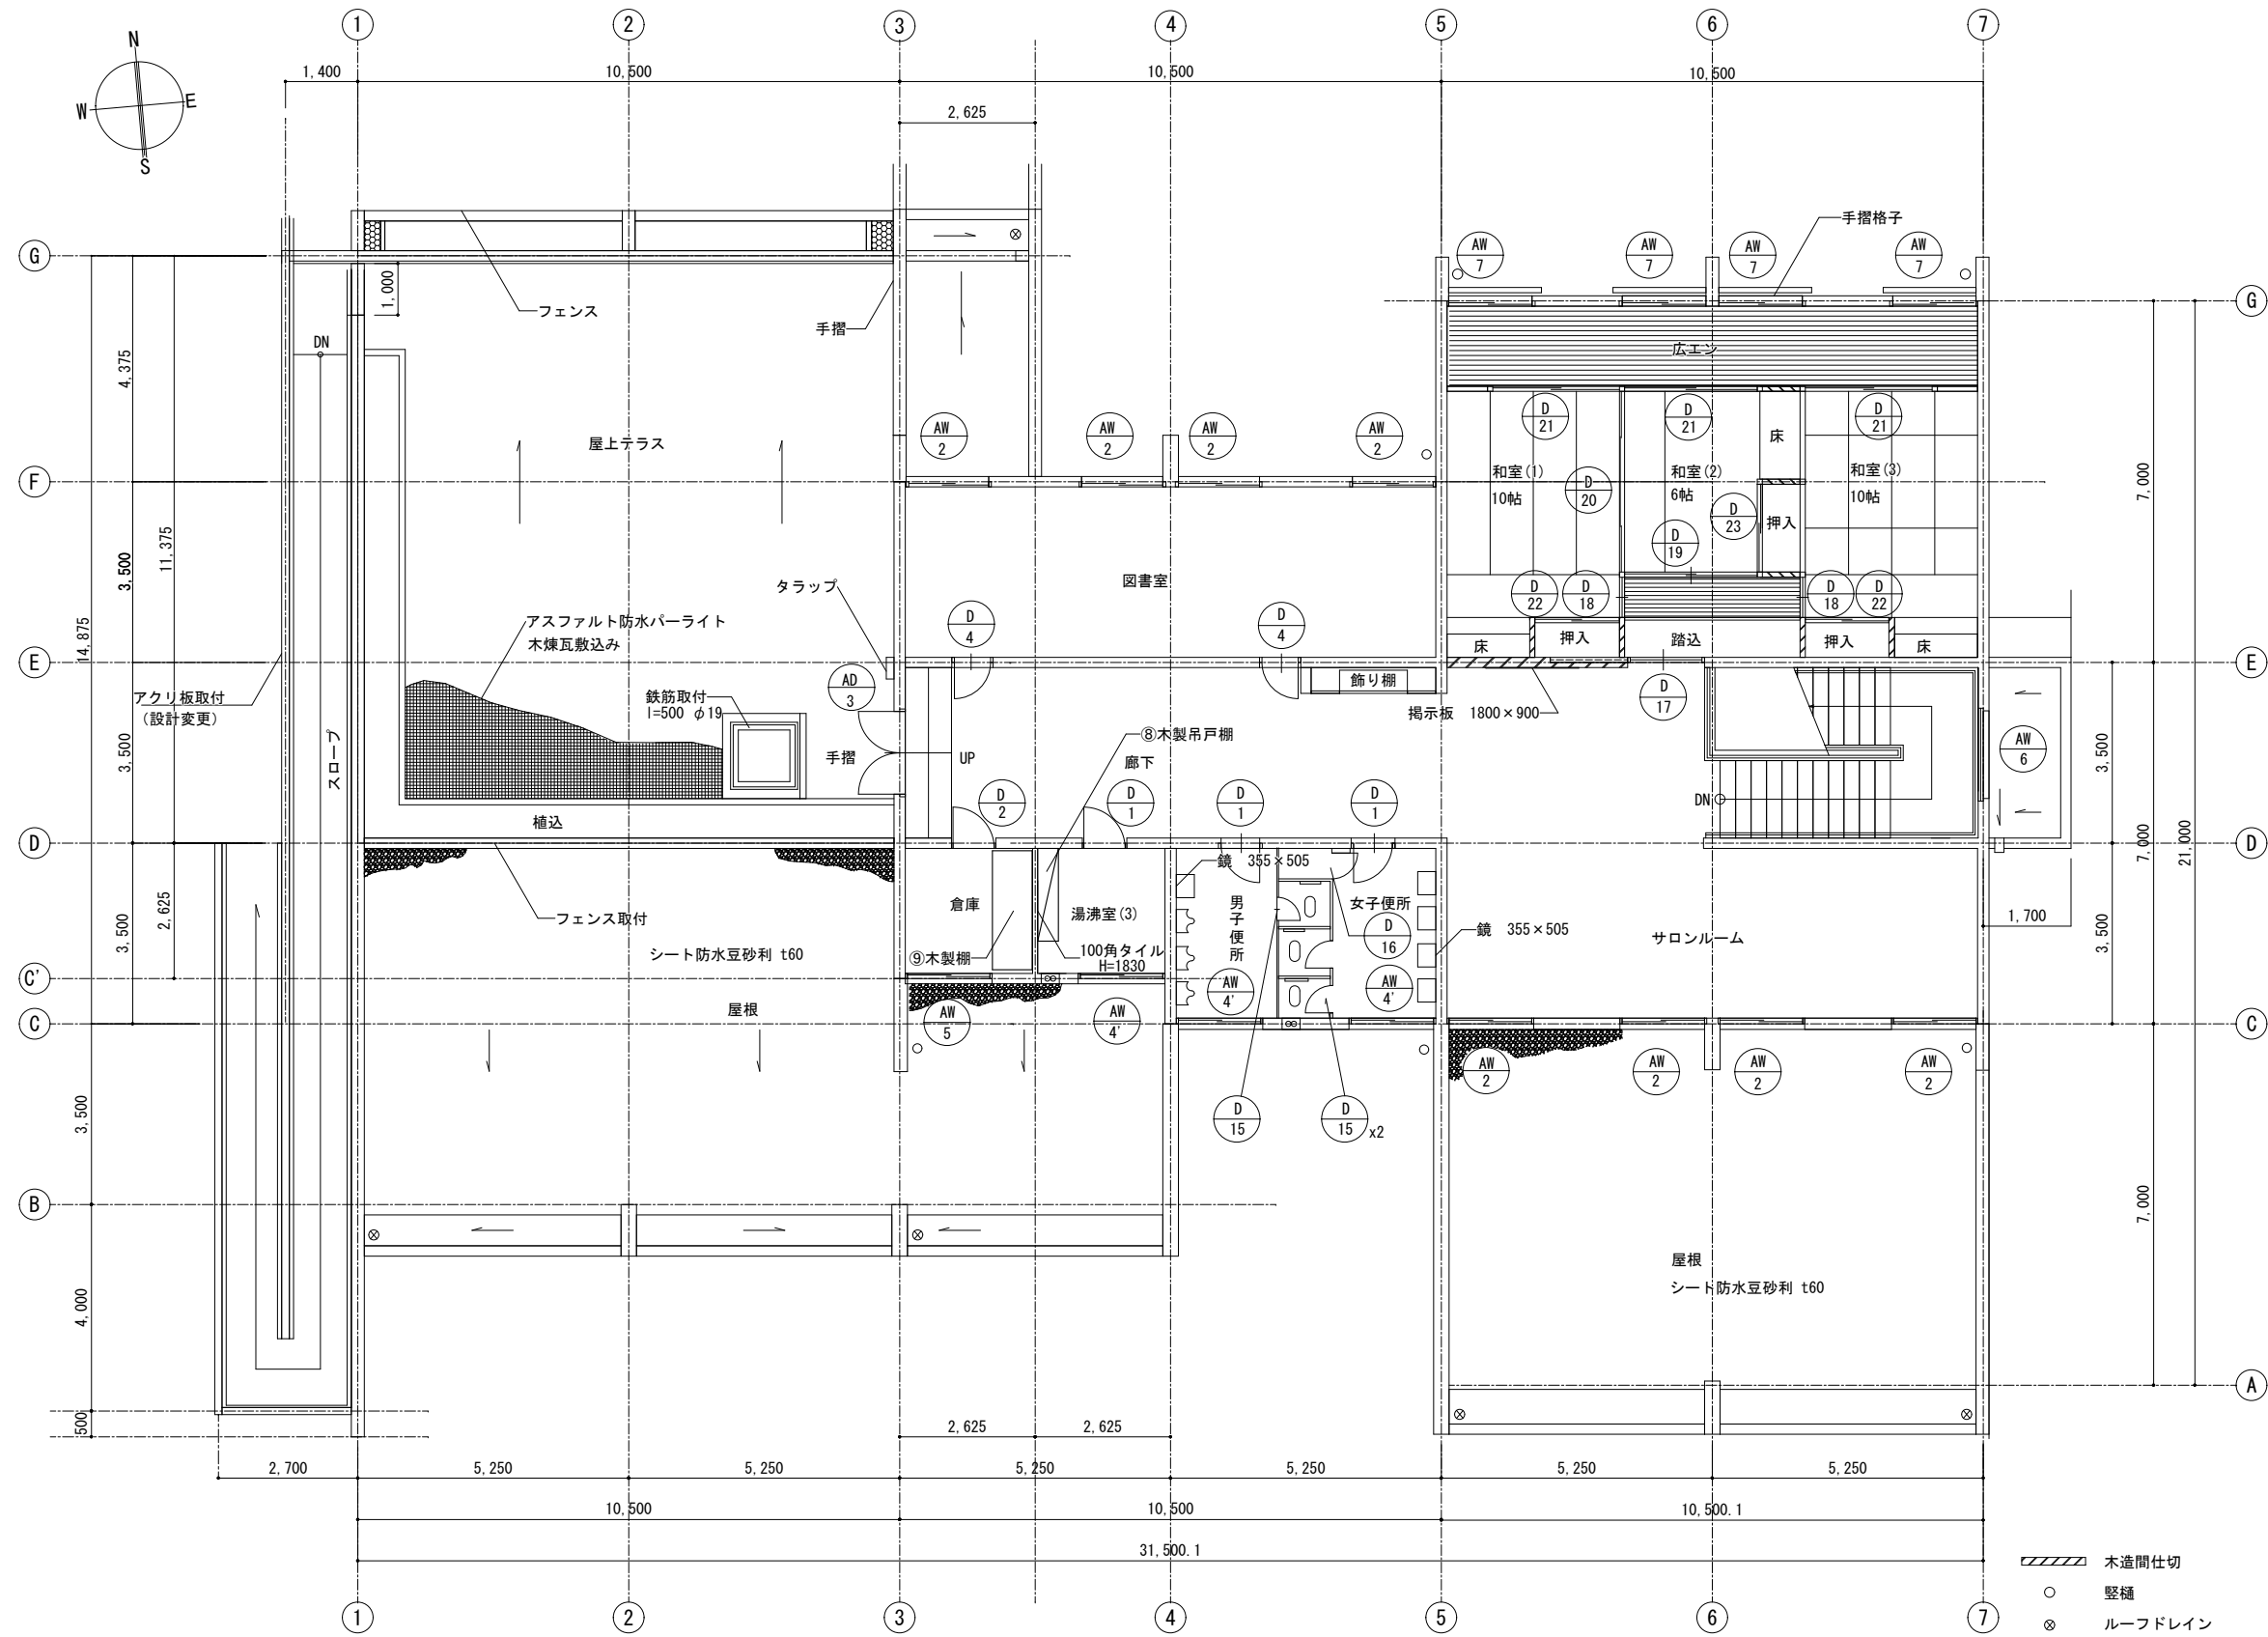 ① ② ③ ④ ⑤ ⑥ ⑦
N
W E
S
1,400 10,500 10,500 10,500
2,625
手摺格子
G
AW 7 AW 7 AW 7 AW 7
1,000
フェンス
手摺
G
DN
広エン
4,375
AW 2 AW 2 AW 2 AW 2
D 21 D 21 D 21
屋上テラス
床
和室(1) 和室(2) 和室(3)
10帖 6帖 10帖
F
7,000
D 20
D 23
押入
D 19
3,500
11,375
タラップ
図書室
D 22 D 18 D 18 D 22
14,875
アスファルト防水パーライト
木煉瓦敷込み
D 4 D 4
床 押入 踏込 押入 床
E E
AD 3
飾り棚
D 17
アクリ板取付
(設計変更)
鉄筋取付
l=500 φ19
掲示板 1800×900
⑧木製吊戸棚
廊下
手摺
UP
スロープ
3,500
AW 6
3,500
DN
D 2 D 1 D 1 D 1
植込
D D
7,000
21,000
鏡 355×505
倉庫
湯沸室(3)
男子便所
女子便所
D 16
2,625
3,500
フェンス取付
シート防水豆砂利 t60
⑨木製棚
100角タイル
H=1830
鏡 355×505
サロンルーム
1,700
3,500
C'
AW 4' AW 4'
屋根
AW 5 AW 4'
C C
AW 2 AW 2 AW 2 AW 2
3,500
D 15 D 15 x2
B
7,000
屋根
シート防水豆砂利 t60
4,000
A
500
2,625 2,625
2,700 5,250 5,250 5,250 5,250 5,250 5,250
10,500 10,500 10,500.1
31,500.1
木造間仕切
竪樋
ルーフドレイン
① ② ③ ④ ⑤ ⑥ ⑦